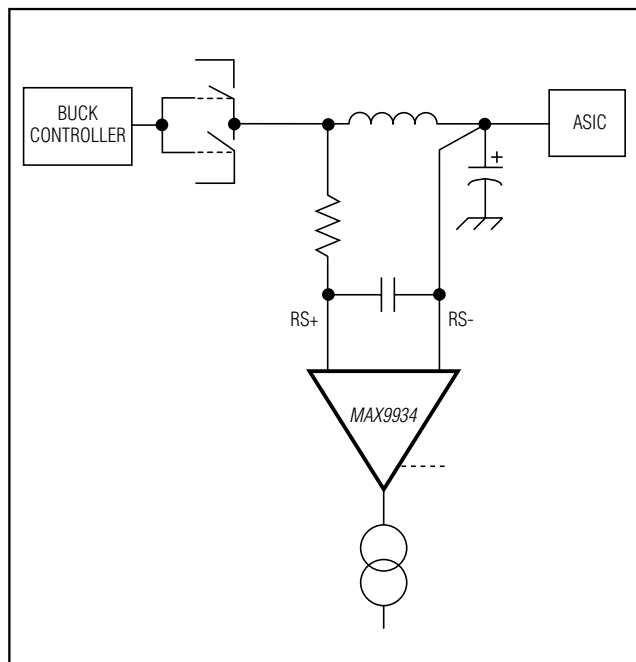 BUCK
CONTROLLER
ASIC
+
RS+
RS-
MAX9934